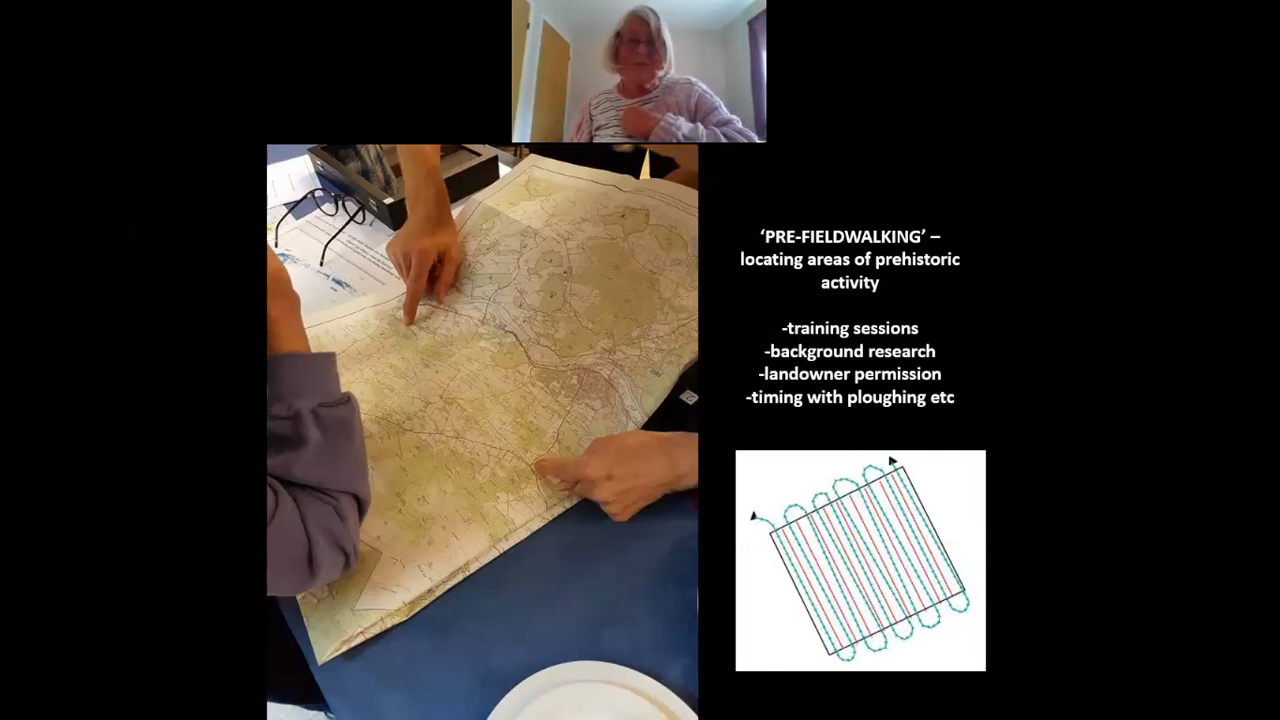 ‘PRE-FIELDWALKING’ –
locating areas of prehistoric
activity
-training sessions
-background research
-landowner permission
-timing with ploughing etc